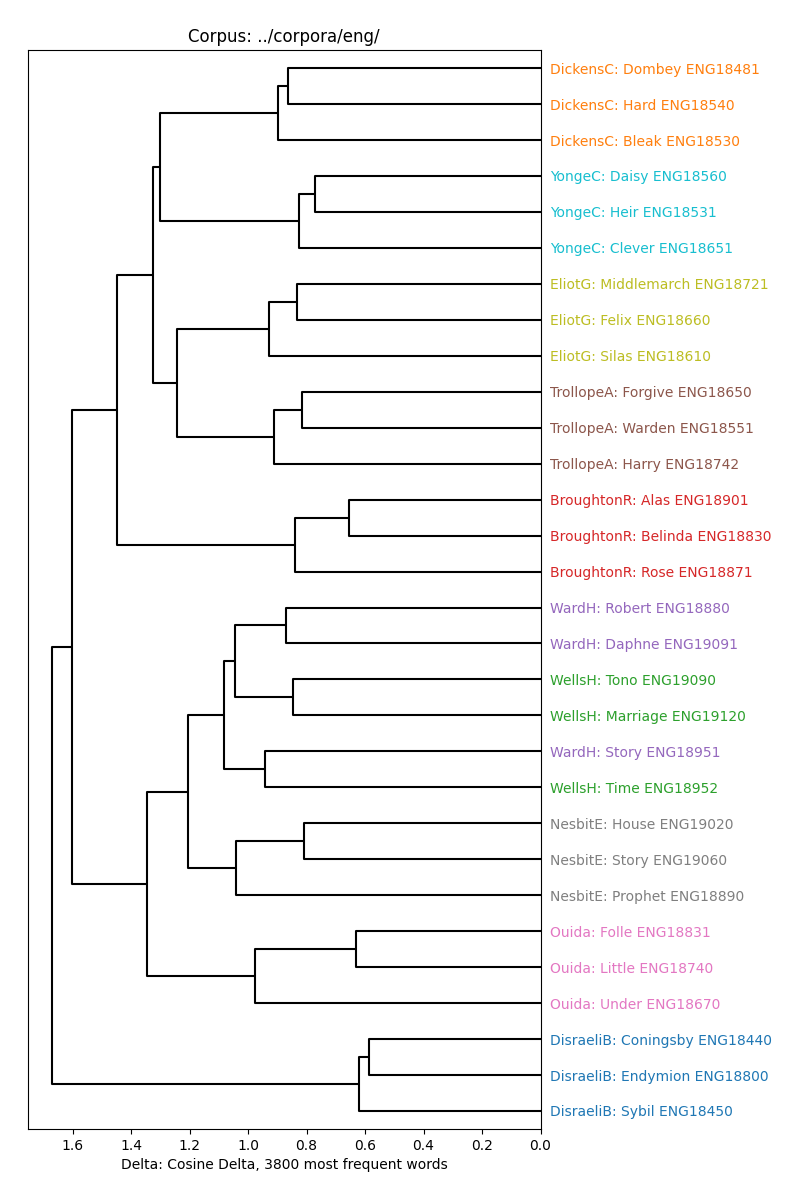 Corpus: ../corpora/eng/
DickensC: Dombey ENG18481
DickensC: Hard ENG18540
DickensC: Bleak ENG18530
YongeC: Daisy ENG18560
YongeC: Heir ENG18531
YongeC: Clever ENG18651
EliotG: Middlemarch ENG18721
EliotG: Felix ENG18660
EliotG: Silas ENG18610
TrollopeA: Forgive ENG18650
TrollopeA: Warden ENG18551
TrollopeA: Harry ENG18742
BroughtonR: Alas ENG18901
BroughtonR: Belinda ENG18830
BroughtonR: Rose ENG18871
WardH: Robert ENG18880
WardH: Daphne ENG19091
WellsH: Tono ENG19090
WellsH: Marriage ENG19120
WardH: Story ENG18951
WellsH: Time ENG18952
NesbitE: House ENG19020
NesbitE: Story ENG19060
NesbitE: Prophet ENG18890
Ouida: Folle ENG18831
Ouida: Little ENG18740
Ouida: Under ENG18670
DisraeliB: Coningsby ENG18440
DisraeliB: Endymion ENG18800
DisraeliB: Sybil ENG18450
1.6 1.4 1.2 1.0 0.8 0.6 0.4 0.2 0.0
Delta: Cosine Delta, 3800 most frequent words